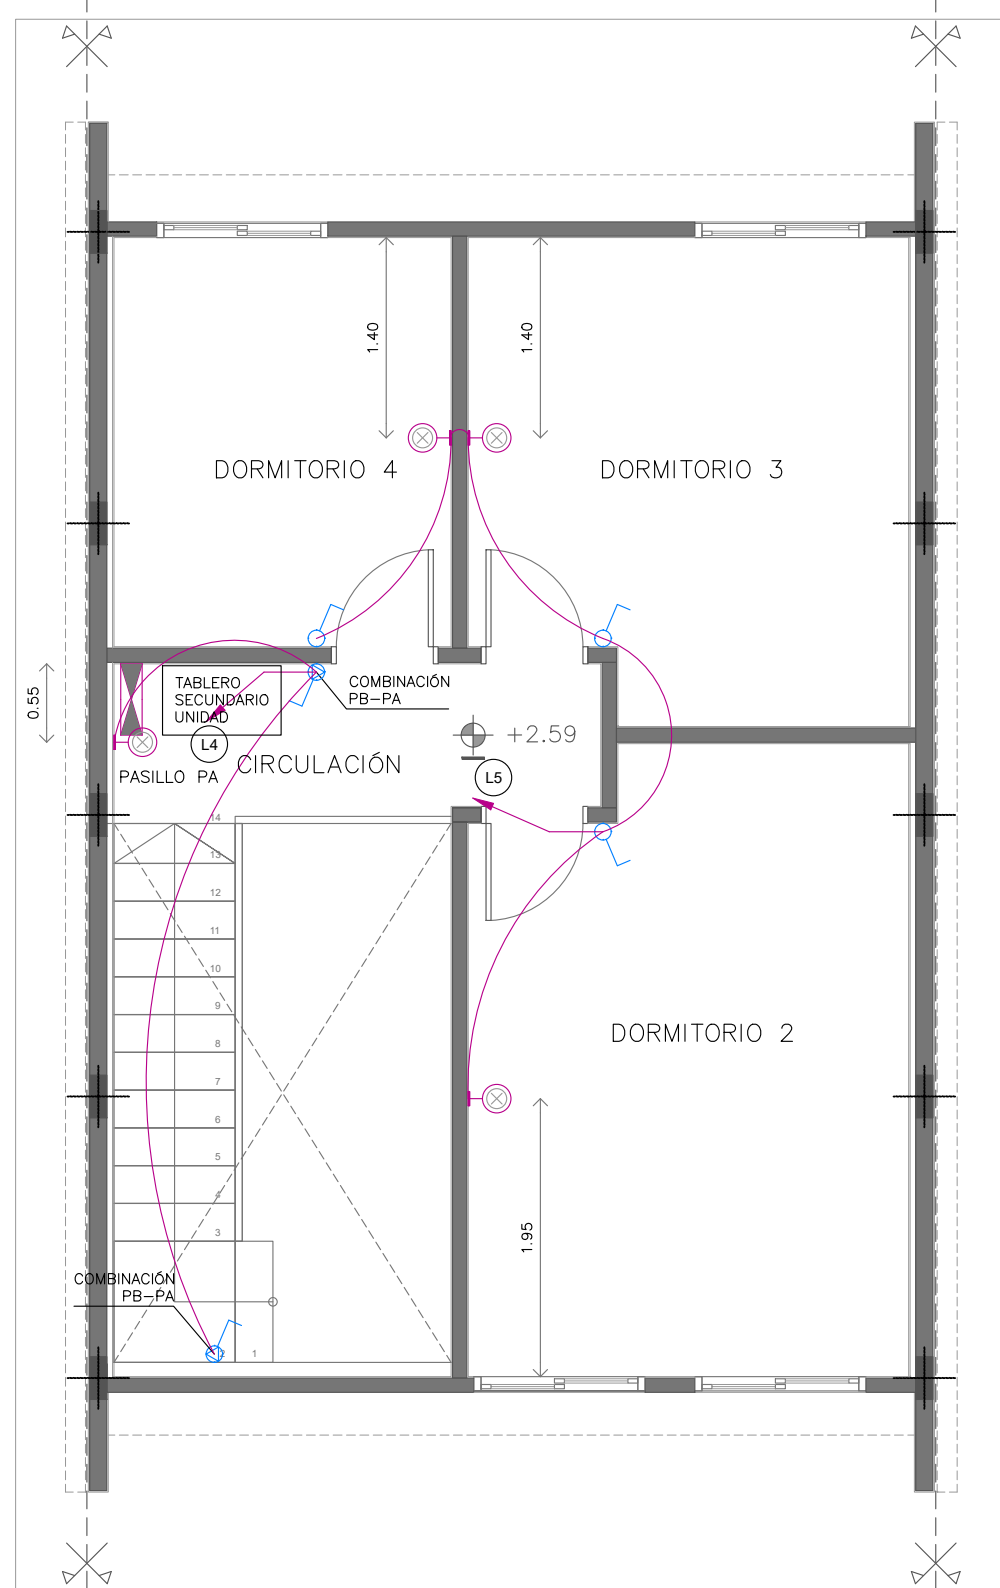 1.40
1.40
DORMITORIO 4
DORMITORIO 3
0.55
TABLERO
SECUNDARIO
UNIDAD
COMBINACIÓN
PB-PA
L4
+2.59
PASILLO PA
CIRCULACIÓN
L5
14
13
12
11
10
9
8
7
6
5
4
3
2
1
DORMITORIO 2
1.95
COMBINACIÓN
PB-PA